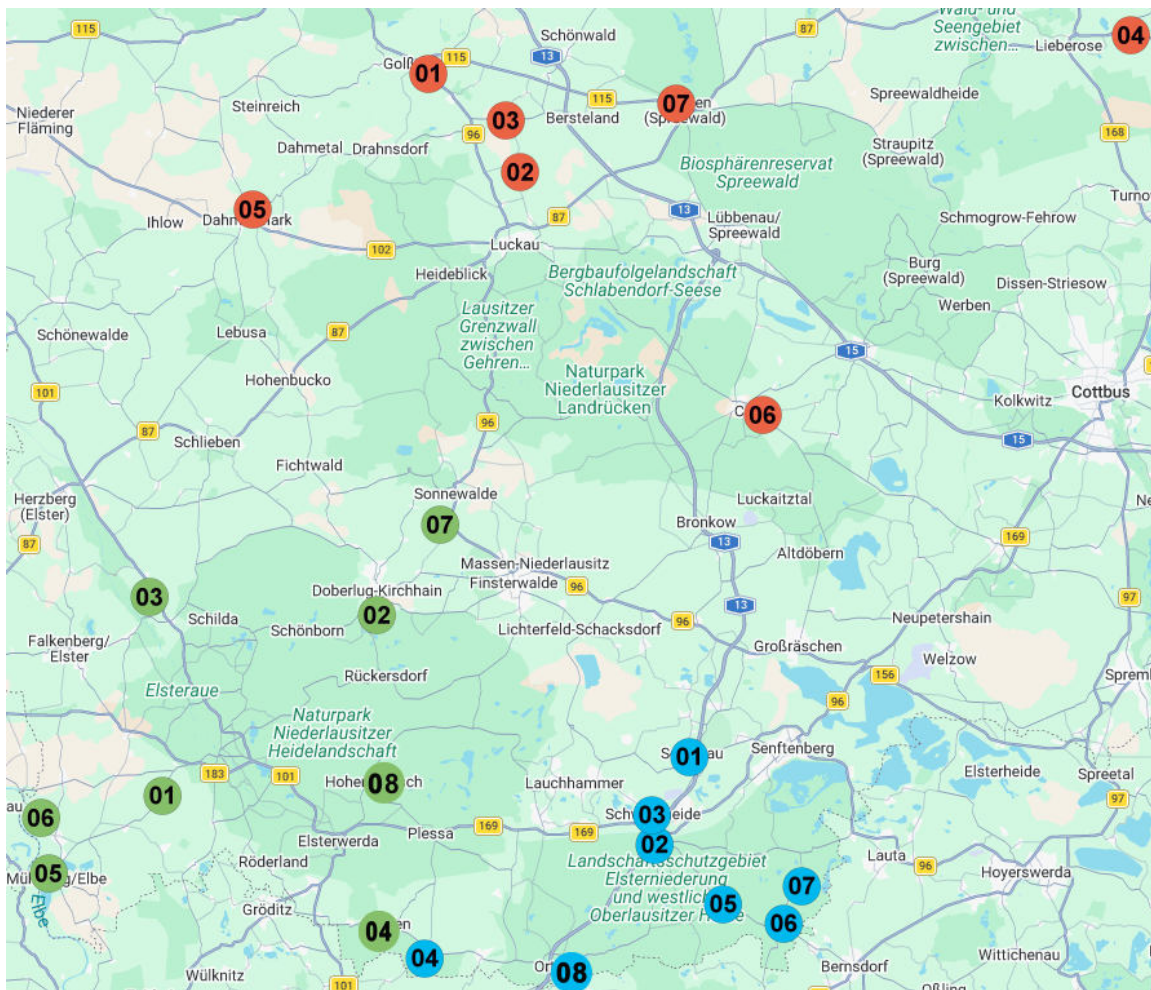 Wald- und
Seengebiet
zwischen...
115
Schönwald
87
04
Lieberose
13
115
01
07
(Spreewald)
115
Spreewaldheide
Steinreich
Niederer
Fläming
03
Bersteland
96
168
Dahmetal
Drahnsdorf
Straupitz
(Spreewald)
Biosphärenreservat
Spreewald
02
05
13
87
Ihlow
Lübbenau/
Spreewald
Schmogrow-Fehrow
102
Luckau
Heideblick
Bergbaufolgelandschaft
Schlabendorf-Seese
Burg
(Spreewald)
Dissen-Striesow
Werben
Lausitzer
Grenzwall
zwischen
Gehren...
Schönewalde
Lebusa
87
15
Naturpark
Niederlausitzer
Landrücken
Hohenbucko
101
Cottbus
Kolkwitz
06
96
87
Schlieben
15
Fichtwald
Herzberg
(Elster)
Sonnewalde
Luckaitztal
07
Bronkow
87
13
169
Altdöbern
Massen-Niederlausitz
Finsterwalde
96
Doberlug-Kirchhain
03
97
13
02
Schilda
Schönborn
Lichterfeld-Schacksdorf
96
Neupetershain
Falkenberg/
Elster
Großräschen
Welzow
Rückersdorf
156
Elsteraue
96
Naturpark
Niederlausitzer
Heidelandschaft
01
Senftenberg
183
101
08
Lauchhammer
Elsterheide
Spreetal
01
97
06
03
Plessa
169
169
Elsterwerda
02
Lauta
Röderland
Landschaftsschutzgebiet
Elsterniederung
und westliche
Oberlausitzer
96
Hoyerswerda
05
Elbe
07
05
Gröditz
06
04
04
08
Wülknitz
101
Bernsdorf
Wittichenau
96